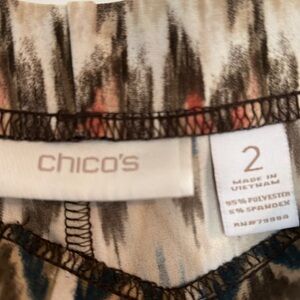 chico's
2
MADE IN
VIETNAM
95% POLYESTER
5% SPANDEX